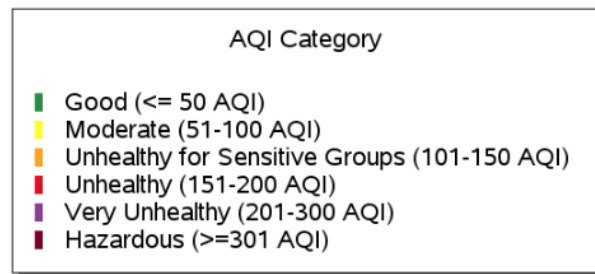 AQI Category
Good (<= 50 AQI)
Moderate (51-100 AQI)
Unhealthy for Sensitive Groups (101-150 AQI)
Unhealthy (151-200 AQI)
Very Unhealthy (201-300 AQI)
Hazardous (>=301 AQI)